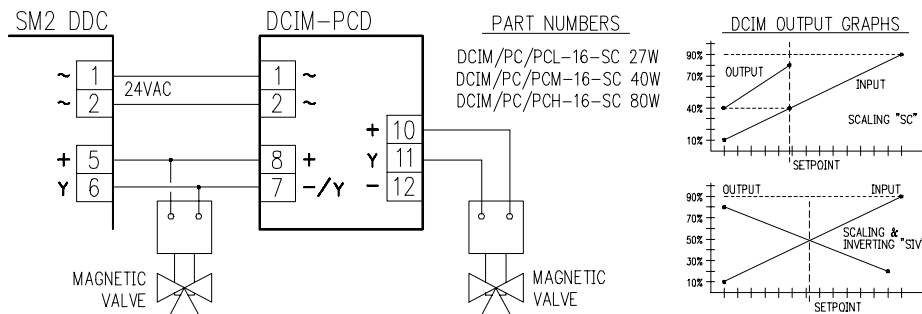 SM2 DDC
DCIM-PCD
PART NUMBERS
DCIM OUTPUT GRAPHS
~ 1
~ 2
24VAC
1 ~
2 ~
+ 5
Y 6
8 +
7 -/Y
+ 10
Y 11
- 12
MAGNETIC
VALVE
MAGNETIC
VALVE
DCIM/PC/PCL-16-SC 27W
DCIM/PC/PCM-16-SC 40W
DCIM/PC/PCH-16-SC 80W
90%
70%
40%
10%
OUTPUT
INPUT
SCALING "SC"
SETPOINT
OUTPUT
INPUT
90%
70%
50%
30%
10%
SCALING &
INVERTING "SIV"
SETPOINT